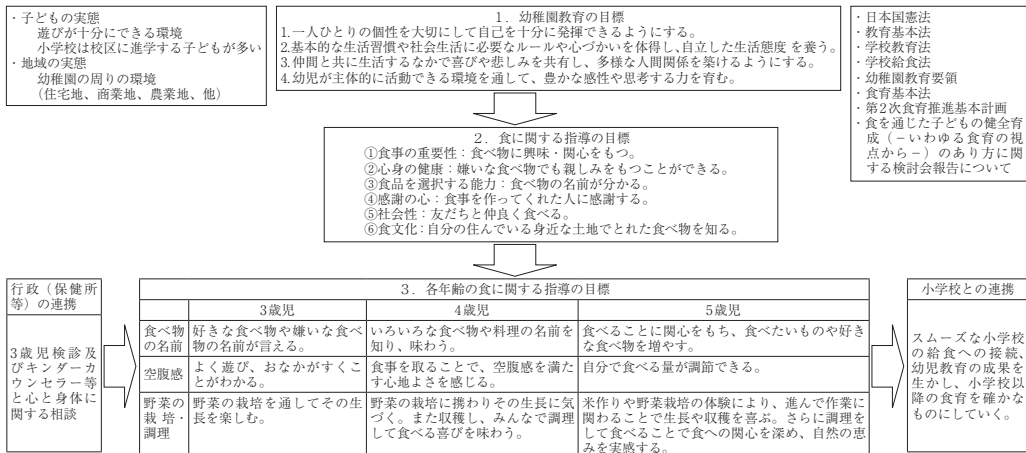 ・子どもの実態
遊びが十分にできる環境
小学校は校区に進学する子どもが多い
・地域の実態
幼稚園の周りの環境
（住宅地、商業地、農業地、他）
1．幼稚園教育の目標
1.一人ひとりの個性を大切にして自己を十分に発揮できるようにする。
2.基本的な生活習慣や社会生活に必要なルールや心づかいを体得し、自立した生活態度 を養う。
3.仲間と共に生活するなかで喜びや悲しみを共有し、多様な人間関係を築けるようにする。
4.幼児が主体的に活動できる環境を通して、豊かな感性や思考する力を育む。
・日本国憲法
・教育基本法
・学校教育法
・学校給食法
・幼稚園教育要領
・食育基本法
・第2次食育推進基本計画
・食を通じた子どもの健全育
成（－いわゆる食育の視
点から－）のあり方に関
する検討会報告について
2．食に関する指導の目標
①食事の重要性：食べ物に興味・関心をもつ。
②心身の健康：嫌いな食べ物でも親しみをもつことができる。
③食品を選択する能力：食べ物の名前が分かる。
④感謝の心：食事を作ってくれた人に感謝する。
⑤社会性：友だちと仲良く食べる。
⑥食文化：自分の住んでいる身近な土地でとれた食べ物を知る。
行政（保健所
等）の連携
3歳児検診及
びキンダーカ
ウンセラー等
と心と身体に
関する相談
3．各年齢の食に関する指導の目標
3歳児
4歳児
5歳児
食べ物
の名前
好きな食べ物や嫌いな食べ
物の名前が言える。
いろいろな食べ物や料理の名前を
知り、味わう。
食べることに関心をもち、食べたいものや好き
な食べ物を増やす。
空腹感
よく遊び、おなかがすくこ
とがわかる。
食事を取ることで、空腹感を満た
す心地よさを感じる。
自分で食べる量が調節できる。
野菜の
栽培・
調理
野菜の栽培を通してその生
長を楽しむ。
野菜の栽培に携わりその生長に気
づく。また収穫し、みんなで調理
して食べる喜びを味わう。
米作りや野菜栽培の体験により、進んで作業に
関わることで生長や収穫を喜ぶ。さらに調理を
して食べることで食への関心を深め、自然の恵
みを実感する。
小学校との連携
スムーズな小学校
の給食への接続、
幼児教育の成果を
生かし、小学校以
降の食育を確かな
ものにしていく。